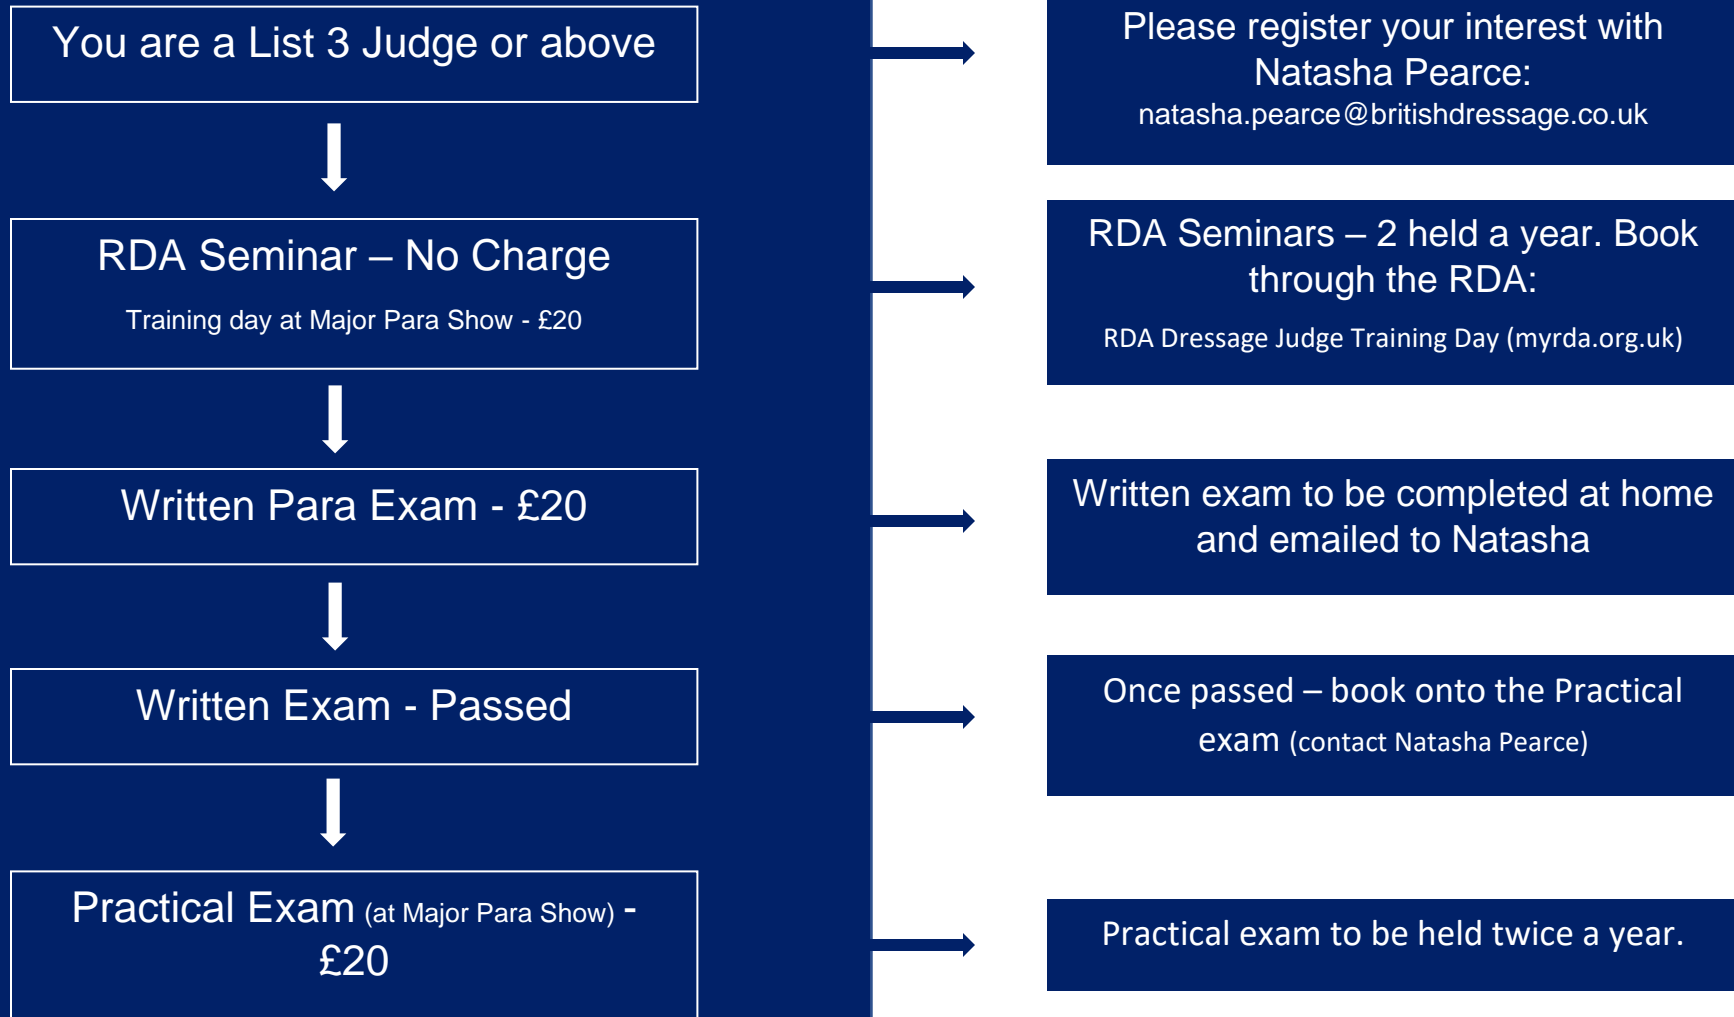 You are a List 3 Judge or above
Please register your interest with
Natasha Pearce:
natasha.pearce@britishdressage.co.uk
RDA Seminar – No Charge
Training day at Major Para Show - £20
RDA Seminars – 2 held a year. Book
through the RDA:
RDA Dressage Judge Training Day (myrda.org.uk)
Written Para Exam - £20
Written exam to be completed at home
and emailed to Natasha
Written Exam - Passed
Once passed – book onto the Practical
exam (contact Natasha Pearce)
Practical Exam (at Major Para Show) -
£20
Practical exam to be held twice a year.